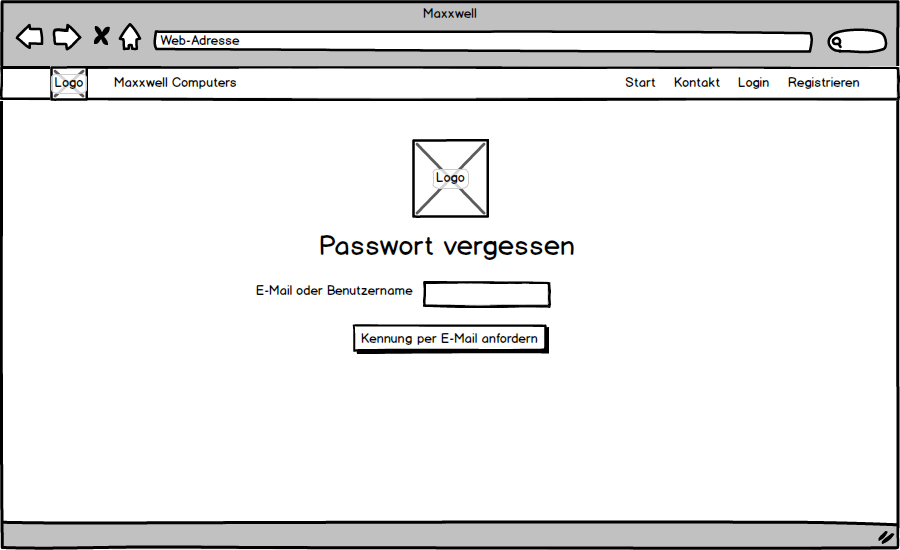 Maxxwell
Web-Adresse
Logo Maxxwell Computers Start Kontakt Login Registrieren
Logo
Passwort vergessen
E-Mail oder Benutzername
Kennung per E-Mail anfordern